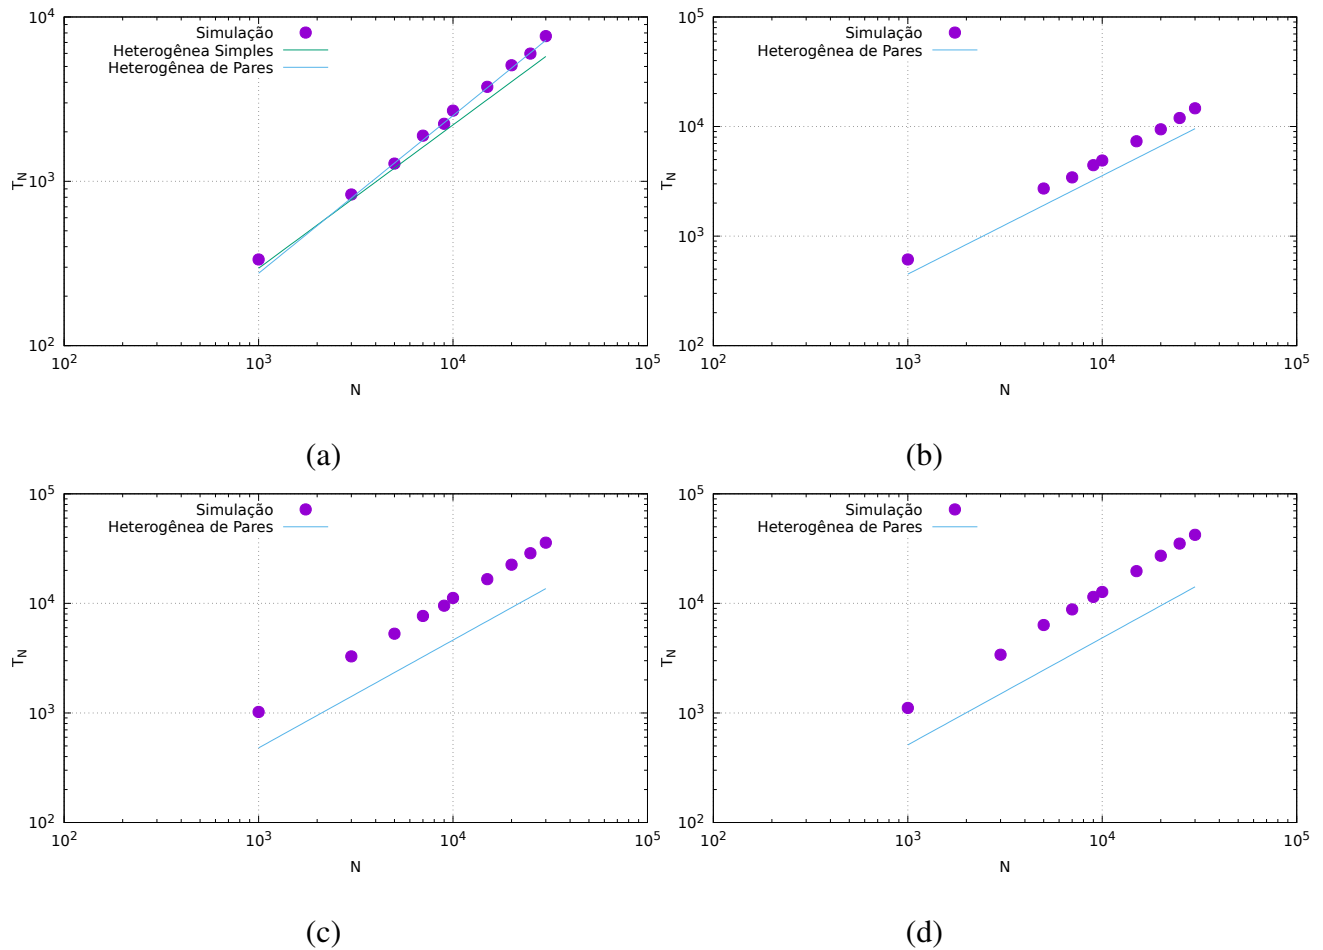 10^4
10^3
10^2
T_N
Simulação
Heterogênea Simples
Heterogênea de Pares
10^2 10^3 10^4 10^5
N
(a)
10^5
10^4
10^3
10^2
T_N
Simulação
Heterogênea de Pares
10^2 10^3 10^4 10^5
N
(b)
10^5
10^4
10^3
10^2
T_N
Simulação
Heterogênea de Pares
10^2 10^3 10^4 10^5
N
(c)
10^5
10^4
10^3
10^2
T_N
Simulação
Heterogênea de Pares
10^2 10^3 10^4 10^5
N
(d)